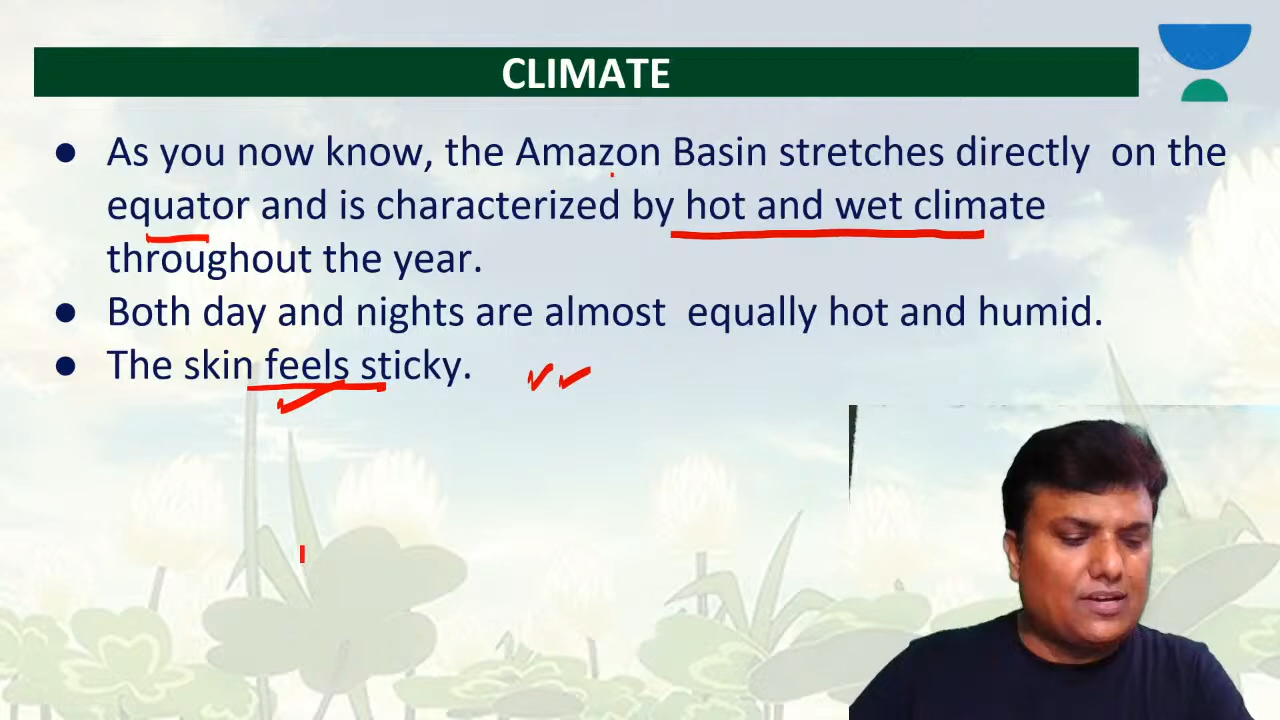 CLIMATE
● As you now know, the Amazon Basin stretches directly on the
equator and is characterized by hot and wet climate
throughout the year.
● Both day and nights are almost equally hot and humid.
● The skin feels sticky.